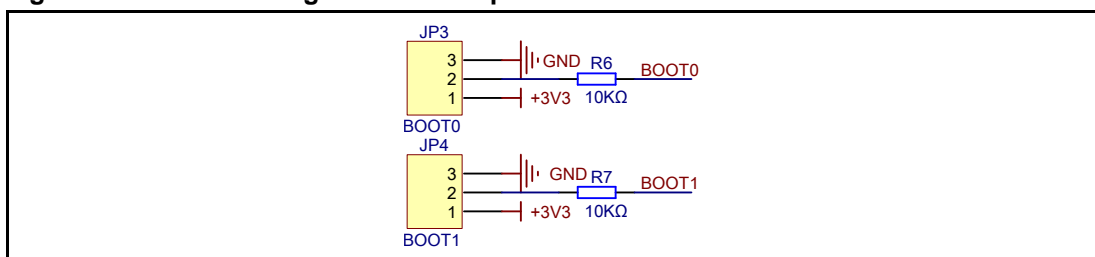 JP3
3 GND R6 BOOT0
2
1 +3V3 10KΩ
BOOT0
JP4
3 GND R7 BOOT1
2
1 +3V3 10KΩ
BOOT1